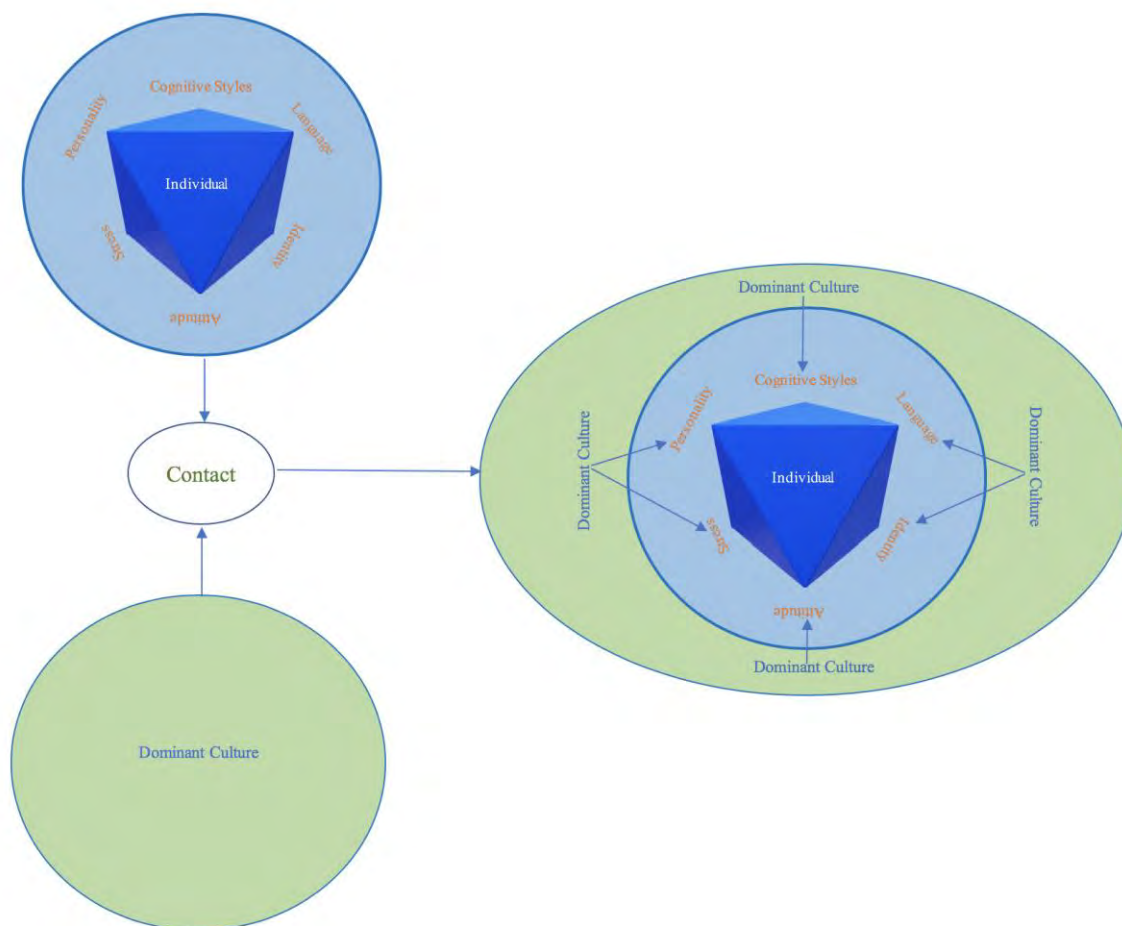 Cognitive Styles
Personality
Language
Individual
Stress
Identity
Attitude
Contact
Dominant Culture
Dominant Culture
Cognitive Styles
Personality
Language
Dominant Culture
Individual
Dominant Culture
Stress
Identity
Attitude
Dominant Culture